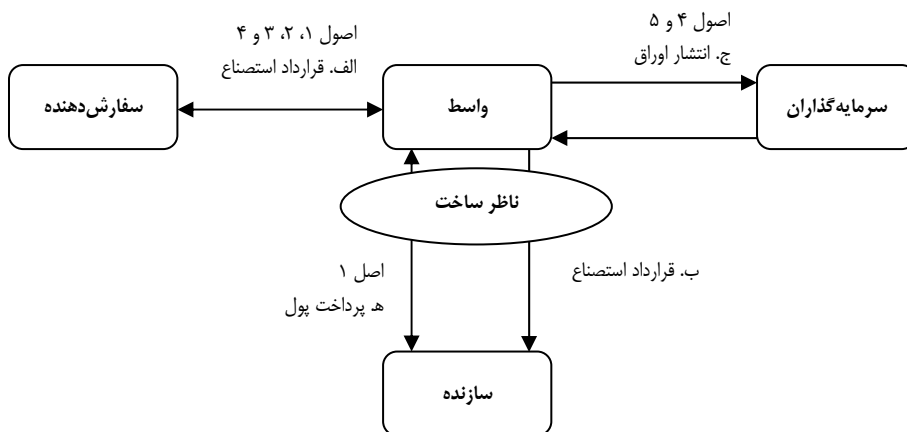 اصول ۴ و ۵
ج. انتشار اوراق
اصول ۱، ۲، ۳ و ۴
الف. قرارداد استصناع
سرمایه‌گذاران
واسط
سفارش‌دهنده
ناظر ساخت
ب. قرارداد استصناع
اصل ۱
ه. پرداخت پول
سازنده